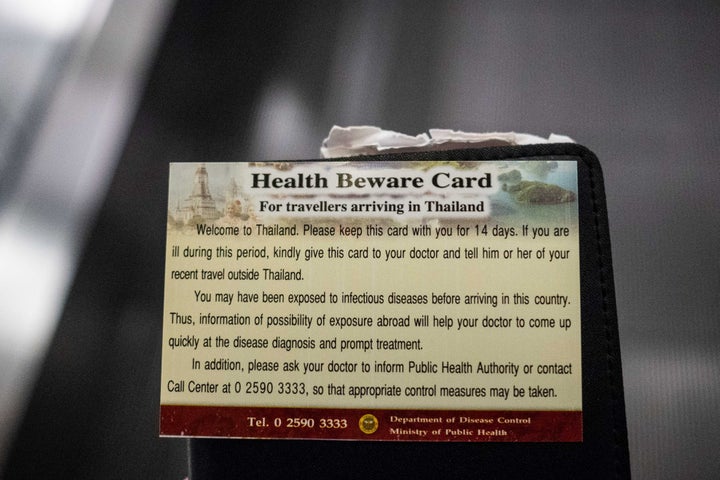 Health Beware Card
For travellers arriving in Thailand
Welcome to Thailand. Please keep this card with you for 14 days. If you are
ill during this period, kindly give this card to your doctor and tell him or her of your
recent travel outside Thailand.
You may have been exposed to infectious diseases before arriving in this country.
Thus, information of possibility of exposure abroad will help your doctor to come up
quickly at the disease diagnosis and prompt treatment.
In addition, please ask your doctor to inform Public Health Authority or contact
Call Center at 0 2590 3333, so that appropriate control measures may be taken.
Tel. 0 2590 3333
Department of Disease Control
Ministry of Public Health